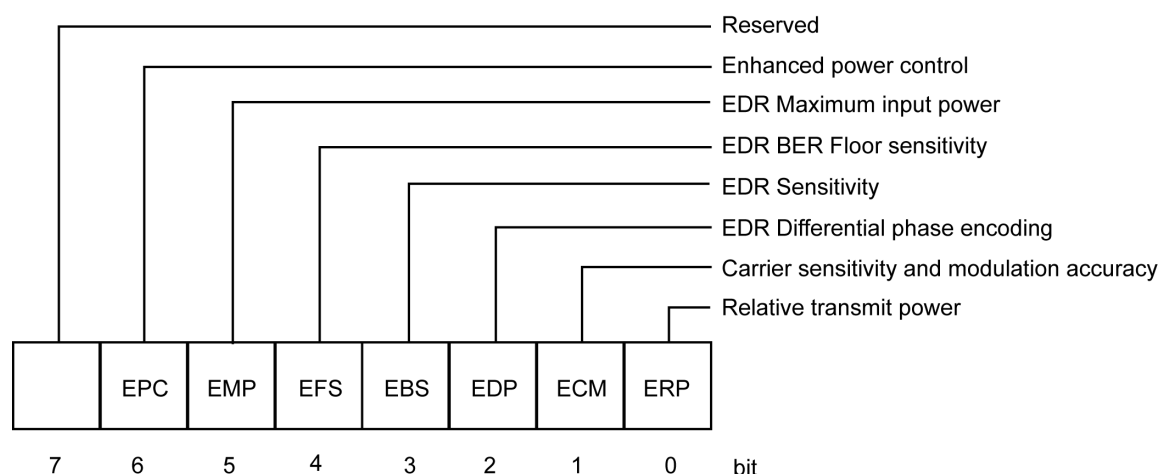 Reserved
Enhanced power control
EDR Maximum input power
EDR BER Floor sensitivity
EDR Sensitivity
EDR Differential phase encoding
Carrier sensitivity and modulation accuracy
Relative transmit power
EPC EMP EFS EBS EDP ECM ERP
7 6 5 4 3 2 1 0 bit